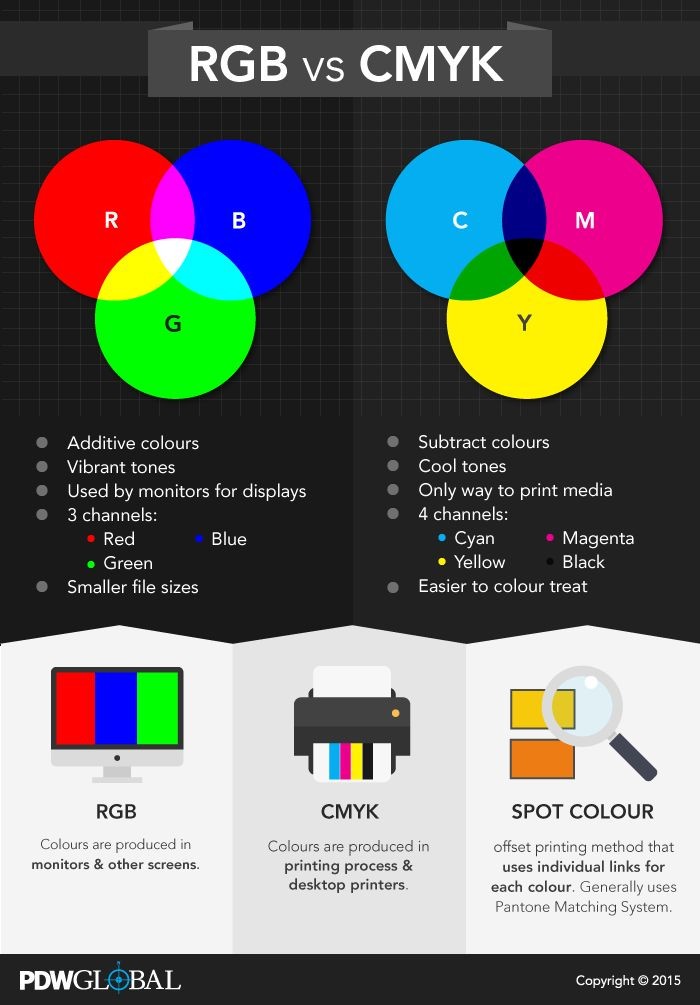 RGB vs CMYK
R
B
G
C
M
Y
Additive colours
Vibrant tones
Used by monitors for displays
3 channels:
Red
Blue
Green
Smaller file sizes
Subtract colours
Cool tones
Only way to print media
4 channels:
Cyan
Magenta
Yellow
Black
Easier to colour treat
RGB
Colours are produced in
monitors & other screens.
CMYK
Colours are produced in
printing process &
desktop printers.
SPOT COLOUR
offset printing method that
uses individual links for
each colour. Generally uses
Pantone Matching System.
PDWGLOBAL
Copyright © 2015